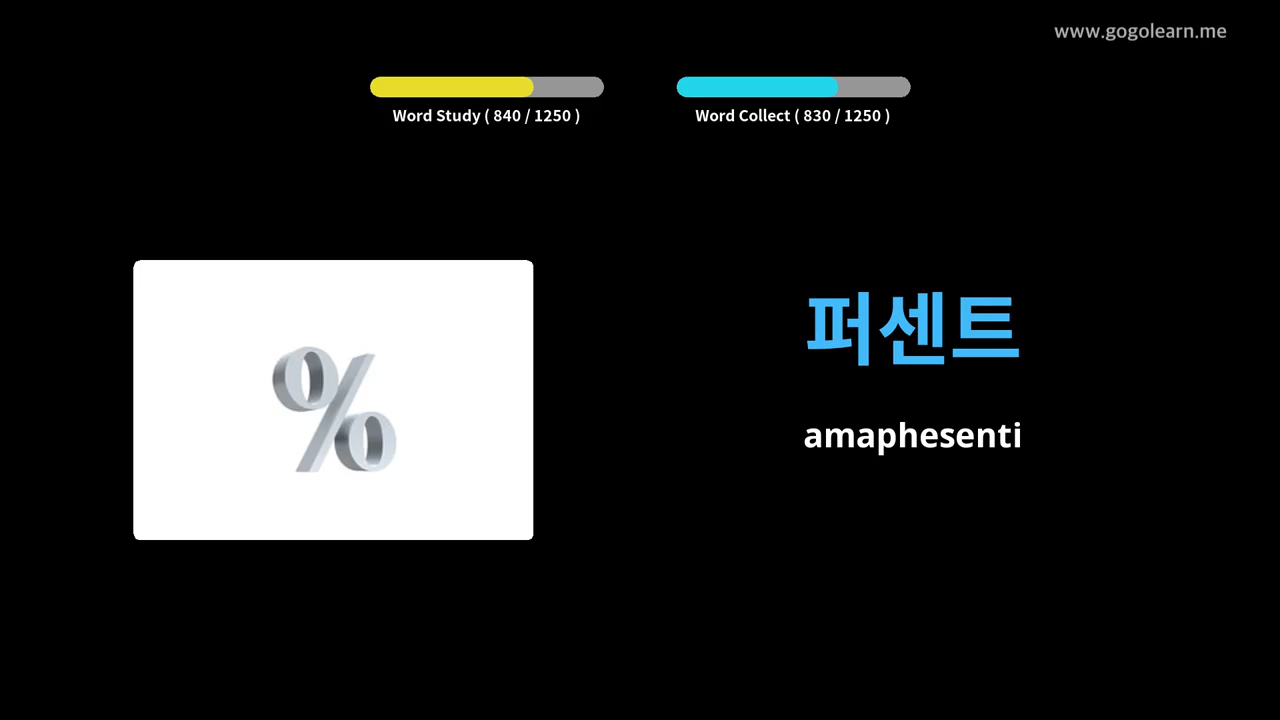 www.gogolearn.me
Word Study ( 840 / 1250 )
Word Collect ( 830 / 1250 )
%
퍼센트
amaphesenti